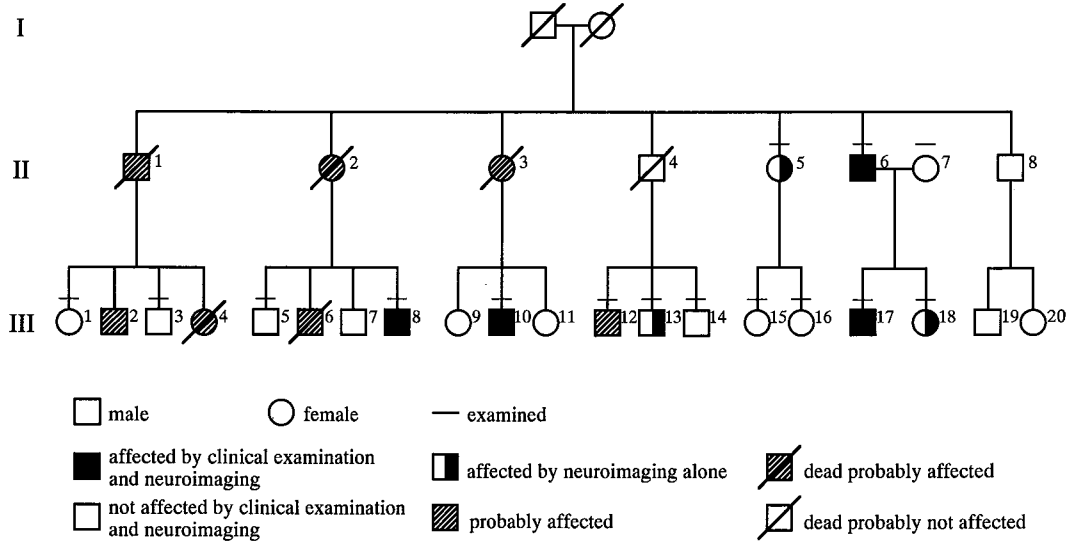 I
II
1 2 3 4 5 6 7 8
III
1 2 3 4 5 6 7 8 9 10 11 12 13 14 15 16 17 18 19 20
male female examined
affected by clinical examination
and neuroimaging
affected by neuroimaging alone
dead probably affected
not affected by clinical examination
and neuroimaging
probably affected
dead probably not affected